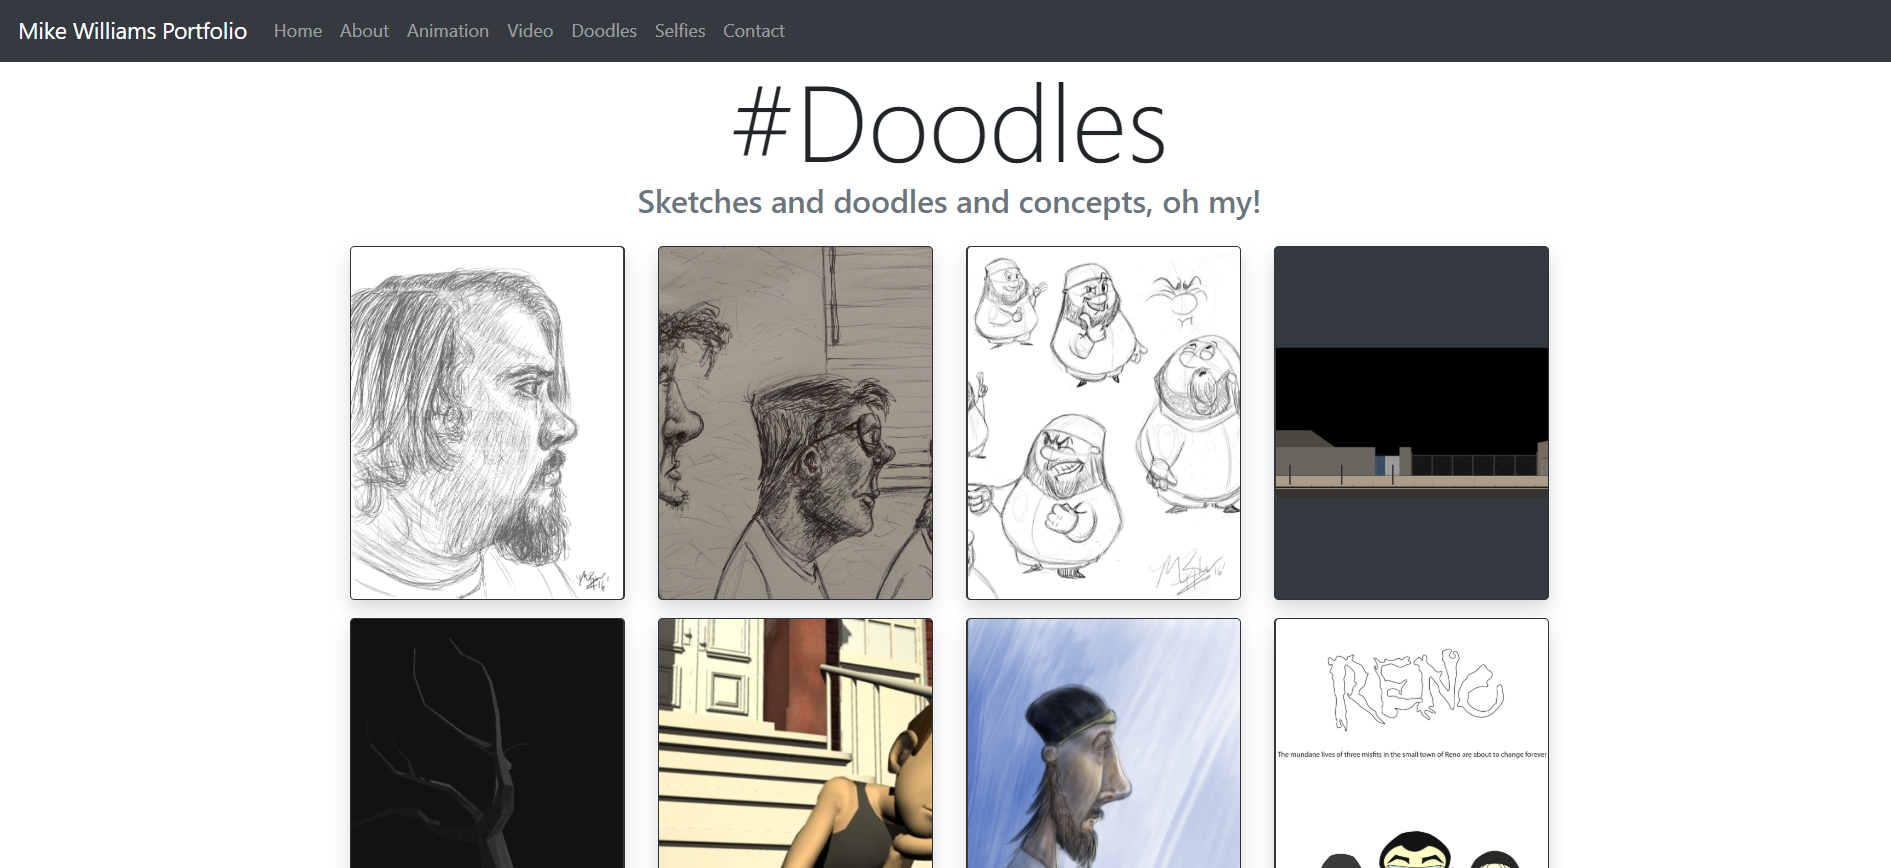 Mike Williams Portfolio Home About Animation Video Doodles Selfies Contact
#Doodles
Sketches and doodles and concepts, oh my!
RENO
The mundane lives of three misfits in the small town of Reno are about to change forever